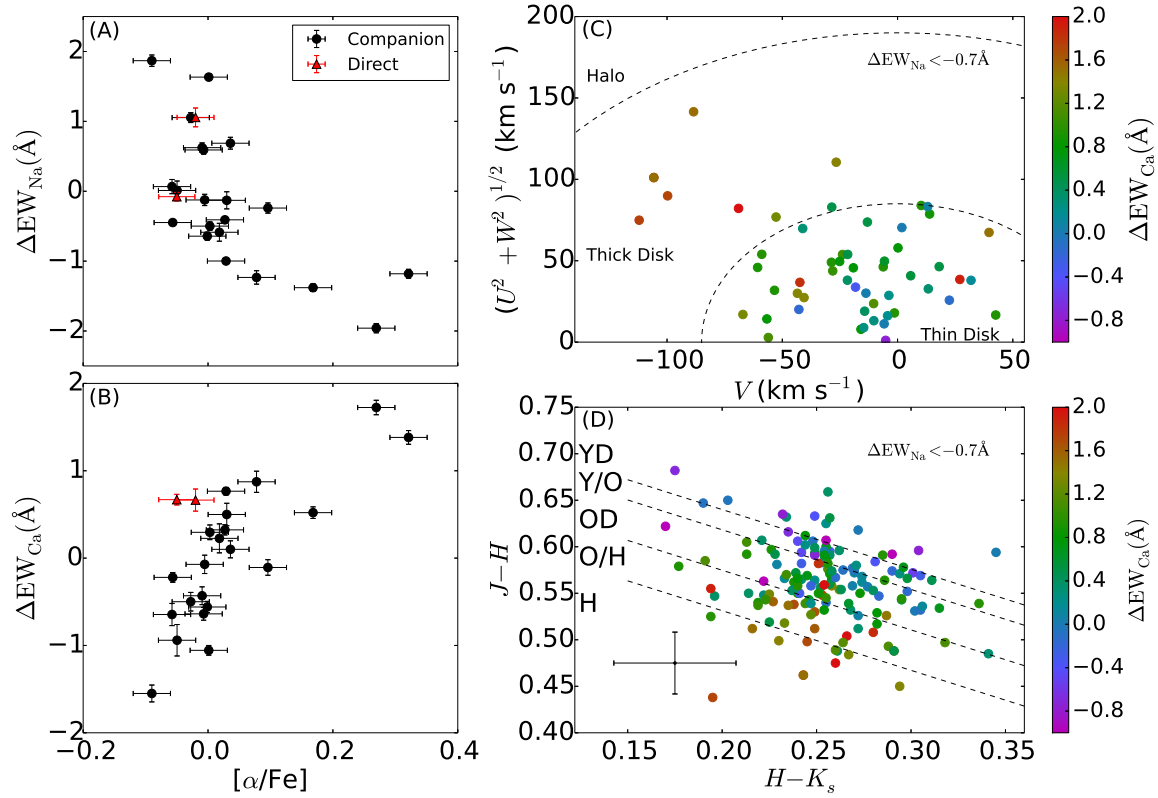 (A)
Companion
Direct
2
1
0
−1
−2
ΔEW_Na(Å)
(B)
2
1
0
−1
−2
ΔEW_Ca(Å)
−0.2
0.0
0.2
0.4
[α/Fe]
(C)
ΔEW_Na<−0.7Å
Halo
Thick Disk
Thin Disk
200
150
100
50
0
(U² +W² )^1/2 (km s⁻¹)
−100
−50
0
50
V (km s⁻¹)
2.0
1.6
1.2
0.8
0.4
0.0
−0.4
−0.8
ΔEW_Ca(Å)
(D)
ΔEW_Na<−0.7Å
YD
Y/O
OD
O/H
H
0.75
0.70
0.65
0.60
0.55
0.50
0.45
0.40
J−H
0.15
0.20
0.25
0.30
0.35
H−K_s
2.0
1.6
1.2
0.8
0.4
0.0
−0.4
−0.8
ΔEW_Ca(Å)